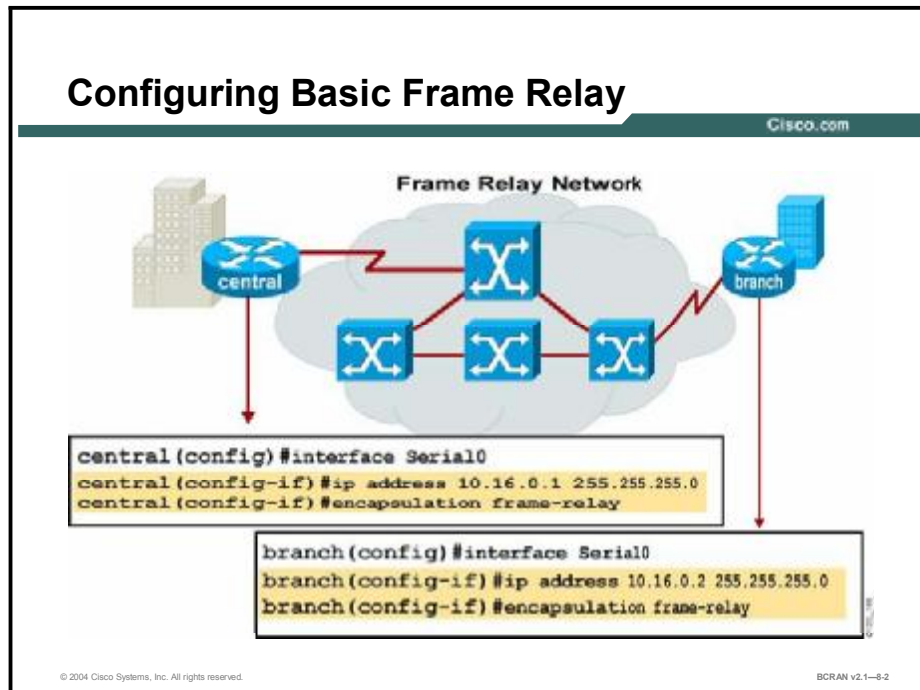 Configuring Basic Frame Relay
Cisco.com
Frame Relay Network
central
branch
central(config)#interface Serial0
central(config-if)#ip address 10.16.0.1 255.255.255.0
central(config-if)#encapsulation frame-relay
branch(config)#interface Serial0
branch(config-if)#ip address 10.16.0.2 255.255.255.0
branch(config-if)#encapsulation frame-relay
© 2004 Cisco Systems, Inc. All rights reserved.
BCRAN v2.1—8-2